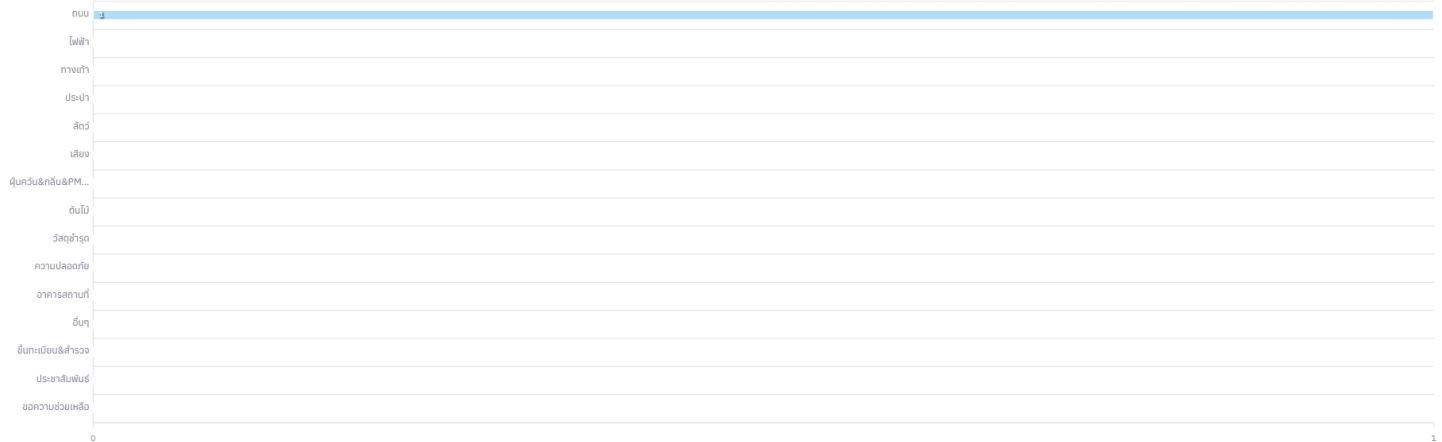 ถนน
1
ไฟฟ้า
ทางเท้า
ประปา
สัตว์
เสียง
ฝุ่นควัน&กลิ่น&PM...
ต้นไม้
วัสดุชำรุด
ความปลอดภัย
อาคารสถานที่
อื่นๆ
ขึ้นทะเบียน&สำรวจ
ประชาสัมพันธ์
ขอความช่วยเหลือ
0 1